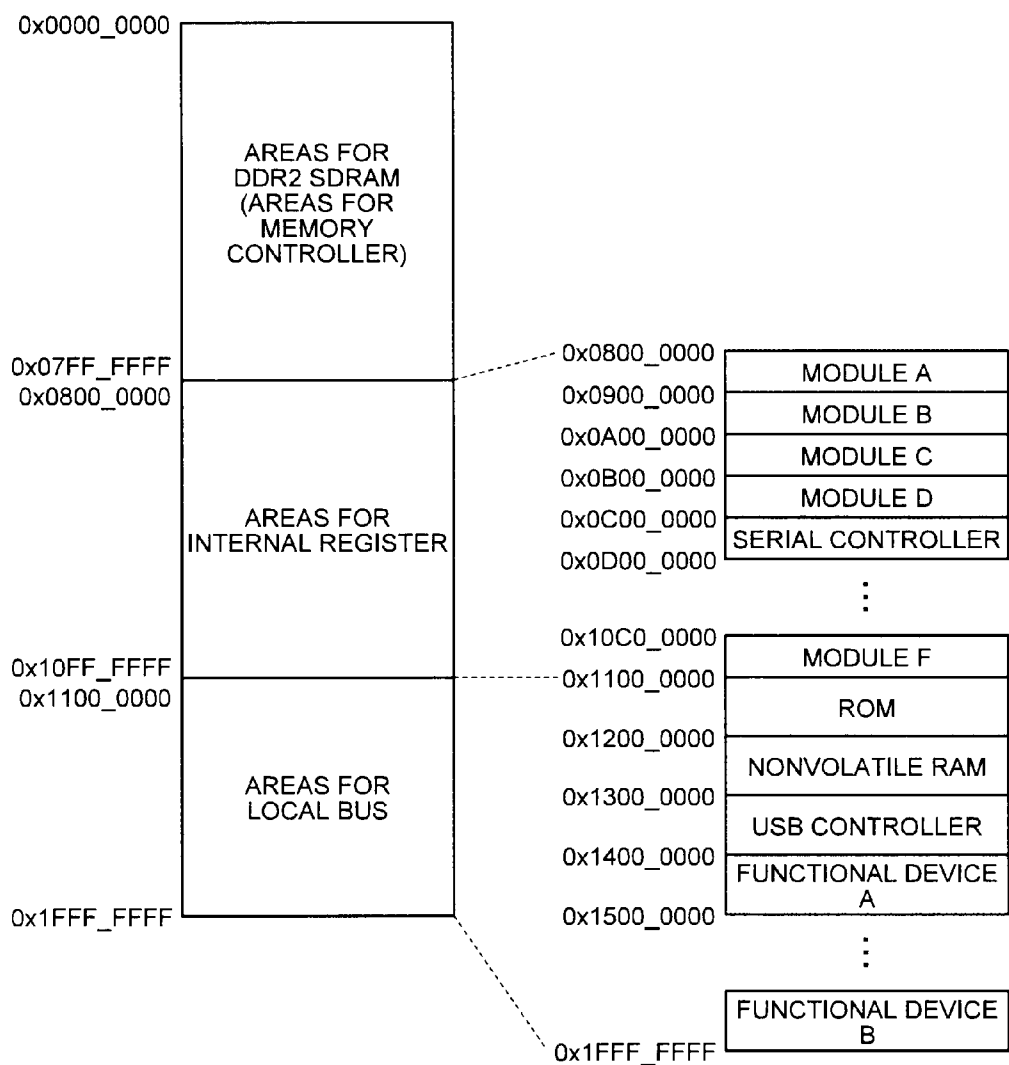 0x0000_0000
AREAS FOR
DDR2 SDRAM
(AREAS FOR
MEMORY
CONTROLLER)
0x07FF_FFFF
0x0800_0000
AREAS FOR
INTERNAL REGISTER
0x10FF_FFFF
0x1100_0000
AREAS FOR
LOCAL BUS
0x1FFF_FFFF
0x0800_0000
MODULE A
0x0900_0000
MODULE B
0x0A00_0000
MODULE C
0x0B00_0000
MODULE D
0x0C00_0000
SERIAL CONTROLLER
0x0D00_0000
0x10C0_0000
MODULE F
0x1100_0000
ROM
0x1200_0000
NONVOLATILE RAM
0x1300_0000
USB CONTROLLER
0x1400_0000
FUNCTIONAL DEVICE
A
0x1500_0000
FUNCTIONAL DEVICE
B
0x1FFF_FFFF